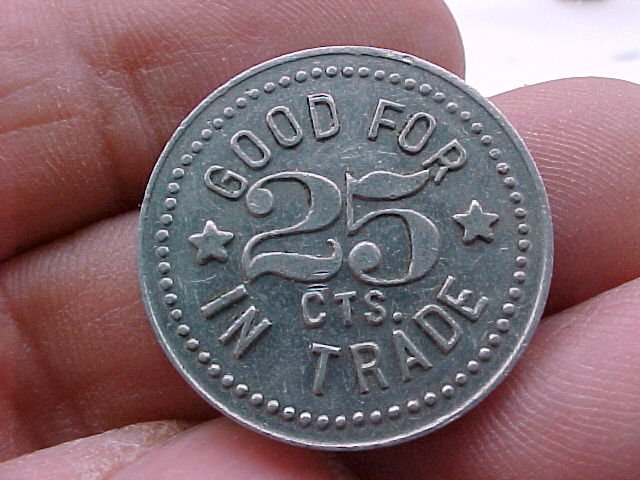 GOOD FOR
25
CTS.
IN TRADE